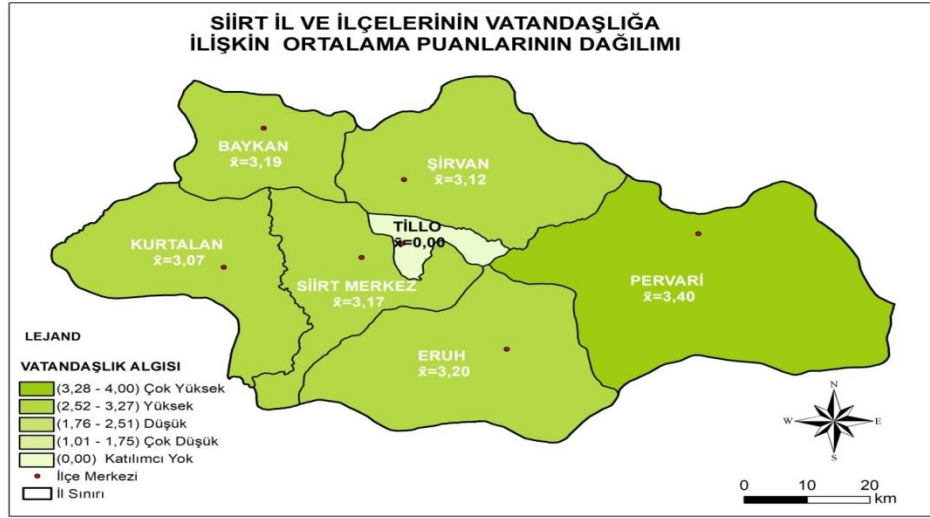 SİİRT İL VE İLÇELERİNİN VATANDAŞLIĞA
İLİŞKİN ORTALAMA PUANLARININ DAĞILIMI
BAYKAN
x̄=3,19
ŞİRVAN
x̄=3,12
TİLLO
x̄=0,00
KURTALAN
x̄=3,07
SİİRT MERKEZ
x̄=3,17
PERVARİ
x̄=3,40
ERUH
x̄=3,20
LEJAND
VATANDAŞLIK ALGISI
(3,28 - 4,00) Çok Yüksek
(2,52 - 3,27) Yüksek
(1,76 - 2,51) Düşük
(1,01 - 1,75) Çok Düşük
(0,00) Katılımcı Yok
İlçe Merkezi
İl Sınırı
N
W E
S
0 10 20
km